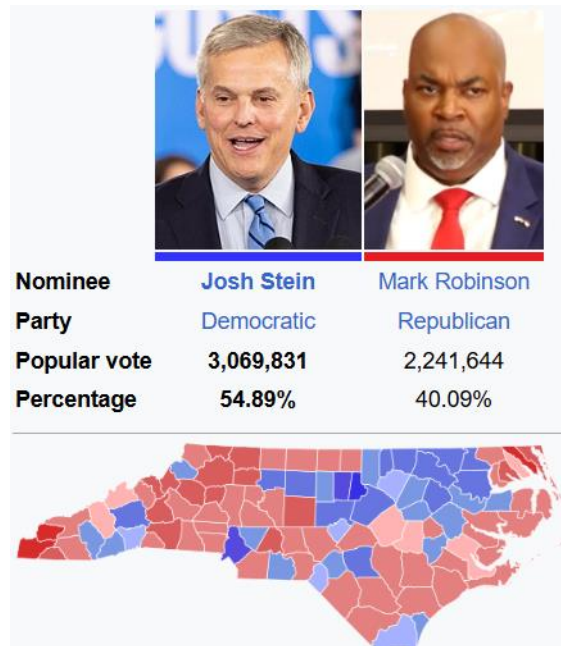 Nominee Josh Stein Mark Robinson
Party Democratic Republican
Popular vote 3,069,831 2,241,644
Percentage 54.89% 40.09%